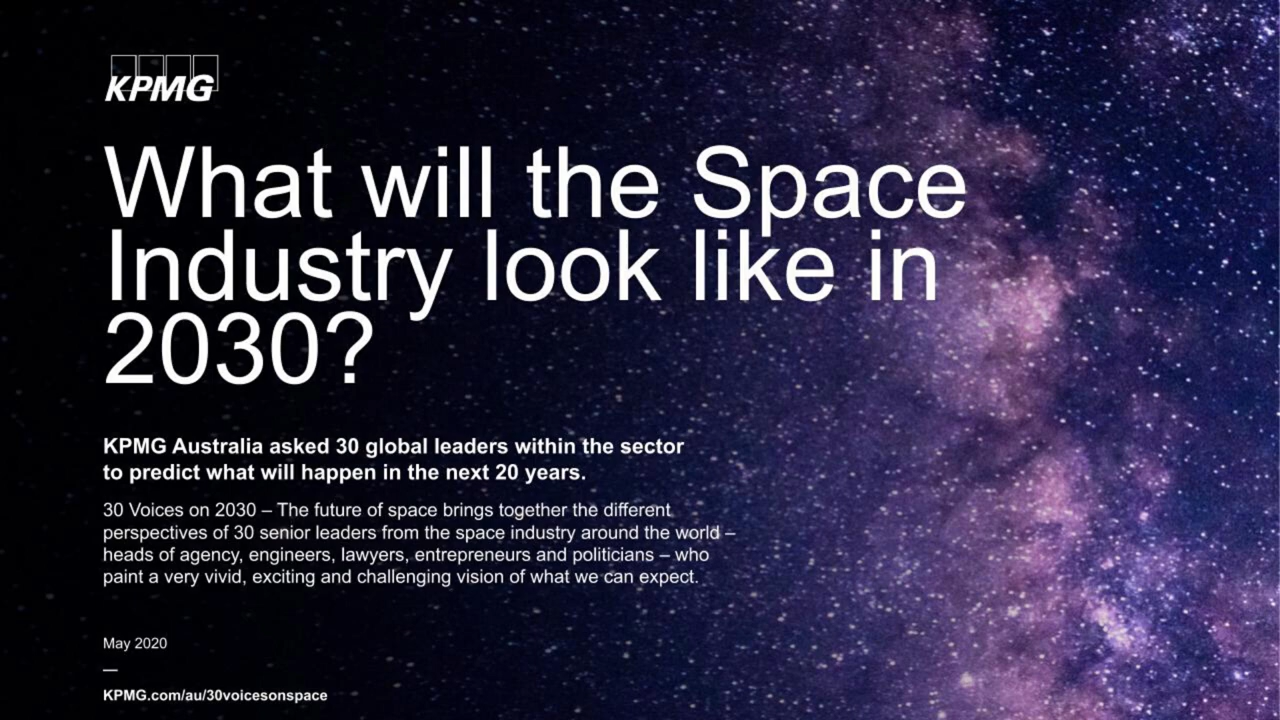 KPMG
What will the Space
Industry look like in
2030?
KPMG Australia asked 30 global leaders within the sector
to predict what will happen in the next 20 years.
30 Voices on 2030 – The future of space brings together the different
perspectives of 30 senior leaders from the space industry around the world –
heads of agency, engineers, lawyers, entrepreneurs and politicians – who
paint a very vivid, exciting and challenging vision of what we can expect.
May 2020
—
KPMG.com/au/30voicesonspace